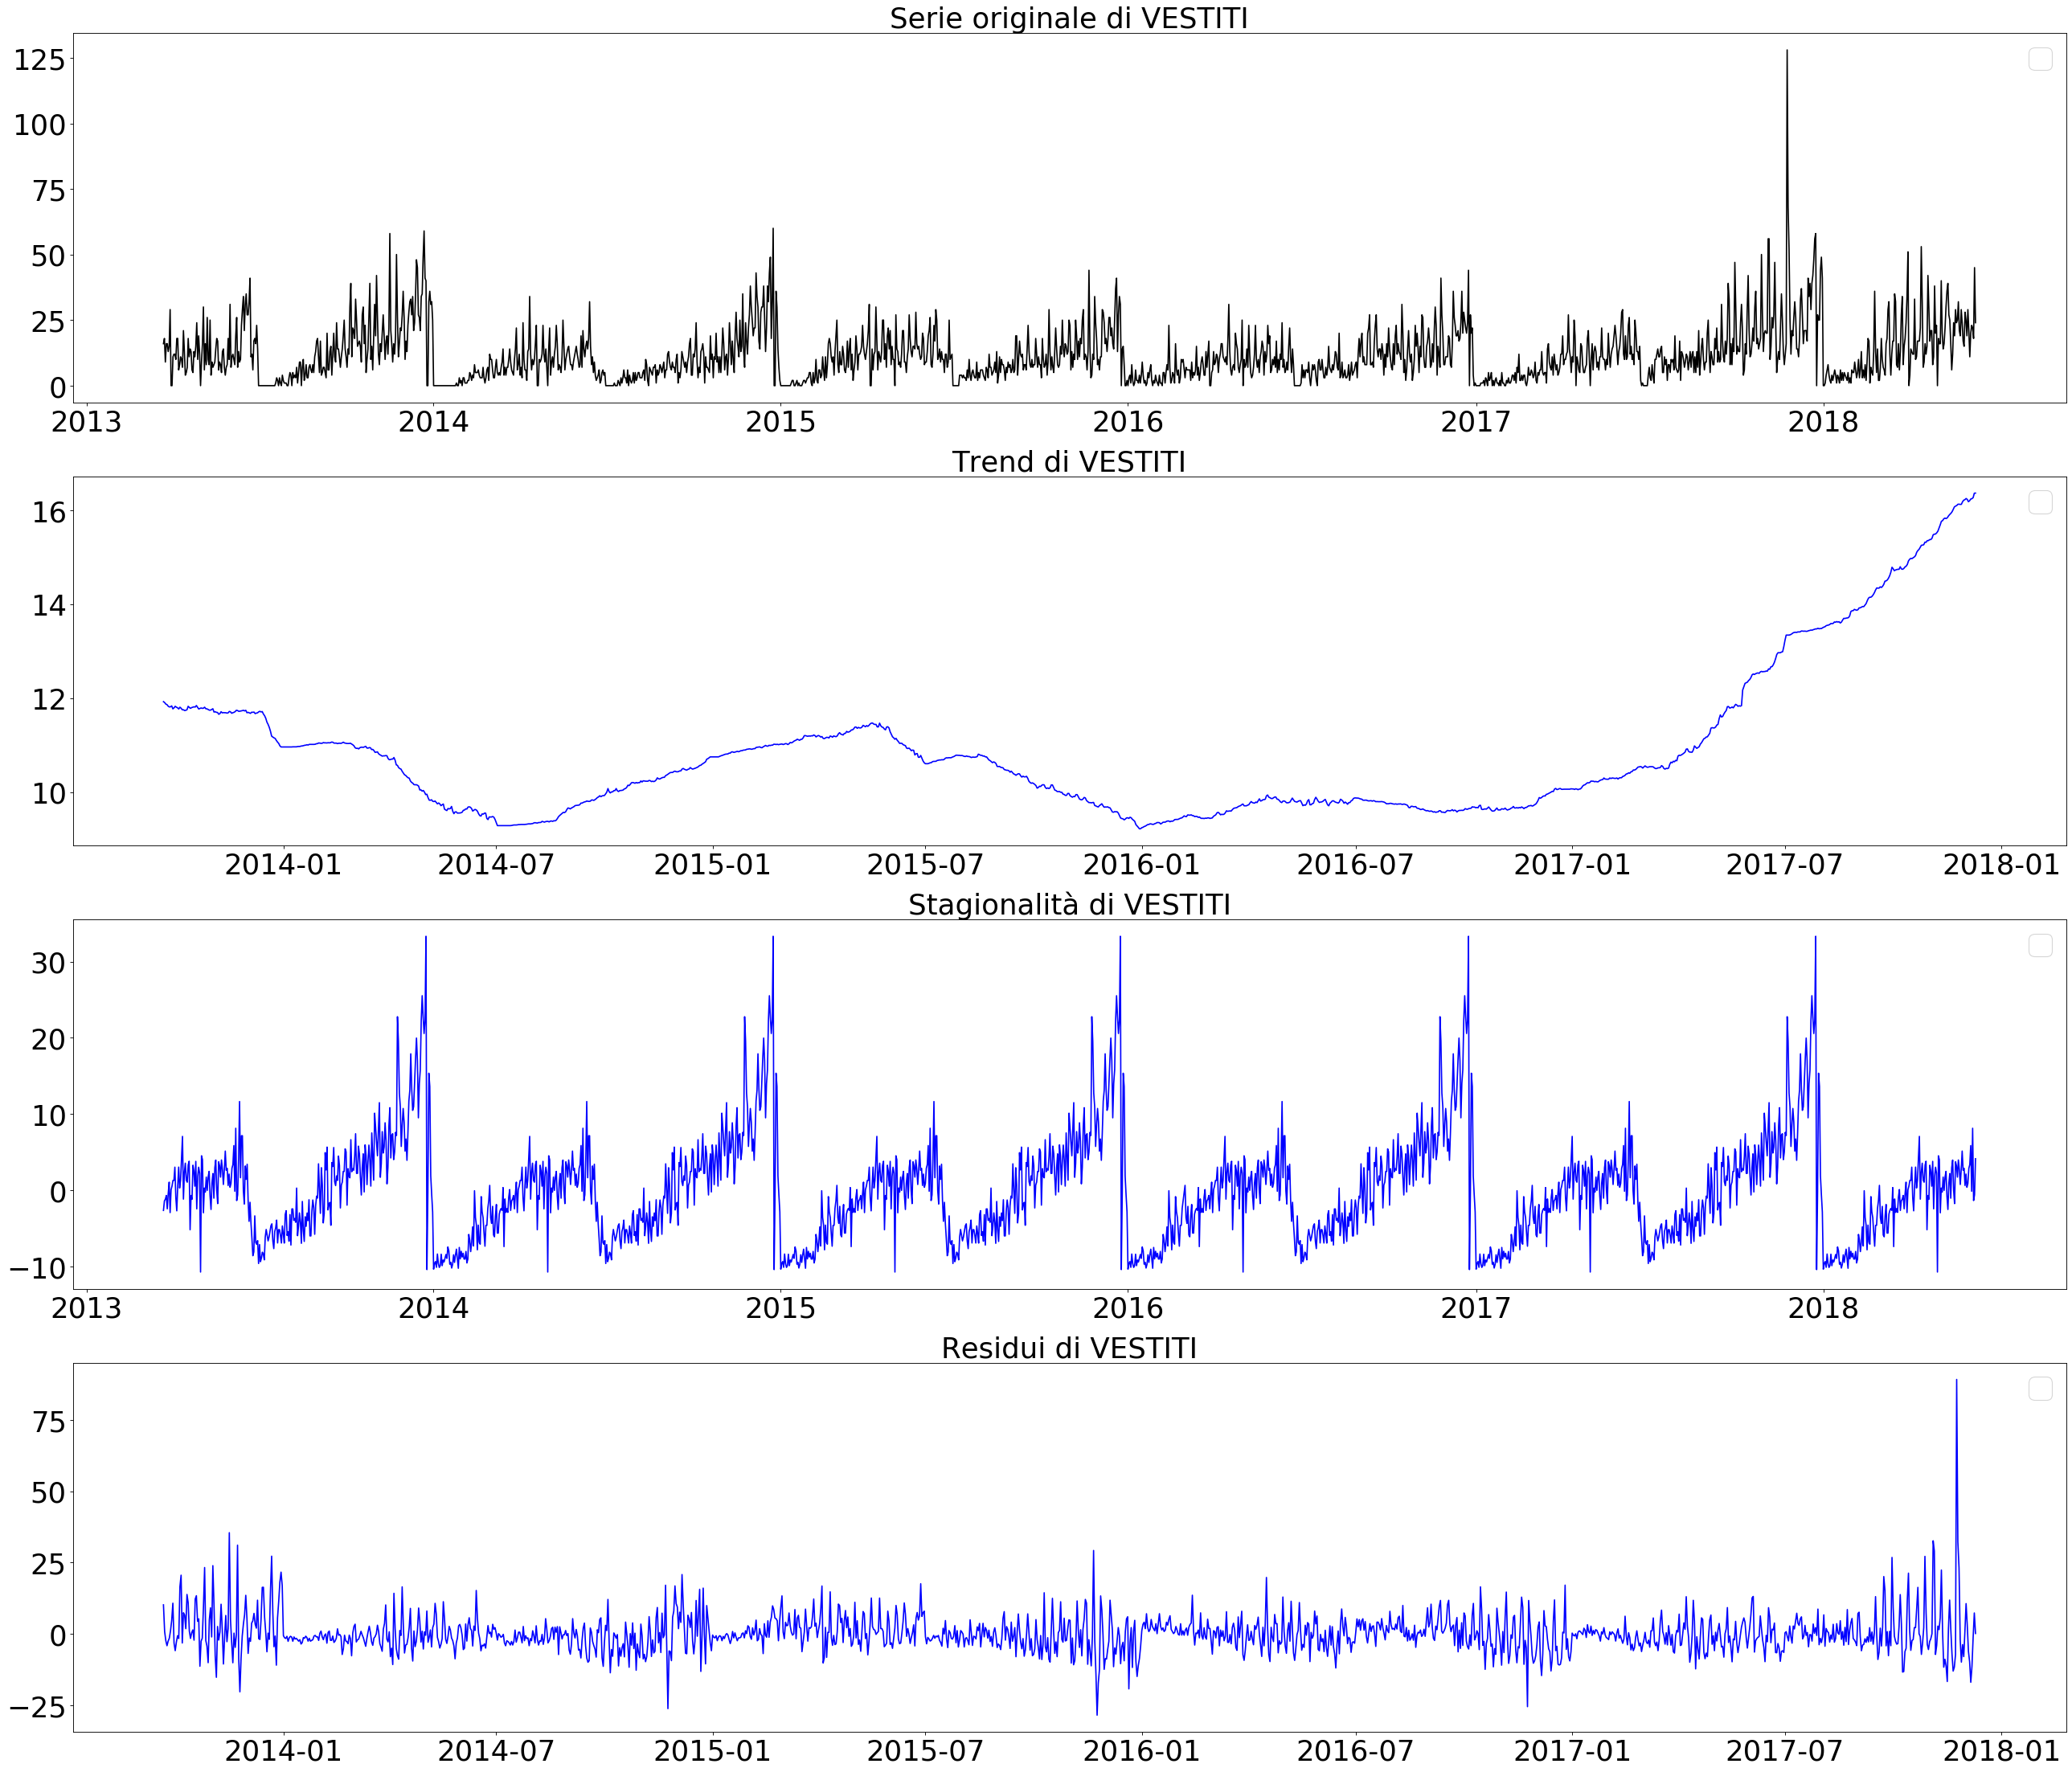 Serie originale di VESTITI
125
100
75
50
25
0
2013 2014 2015 2016 2017 2018
Trend di VESTITI
16
14
12
10
2014-01 2014-07 2015-01 2015-07 2016-01 2016-07 2017-01 2017-07 2018-01
Stagionalità di VESTITI
30
20
10
0
−10
2013 2014 2015 2016 2017 2018
Residui di VESTITI
75
50
25
0
−25
2014-01 2014-07 2015-01 2015-07 2016-01 2016-07 2017-01 2017-07 2018-01